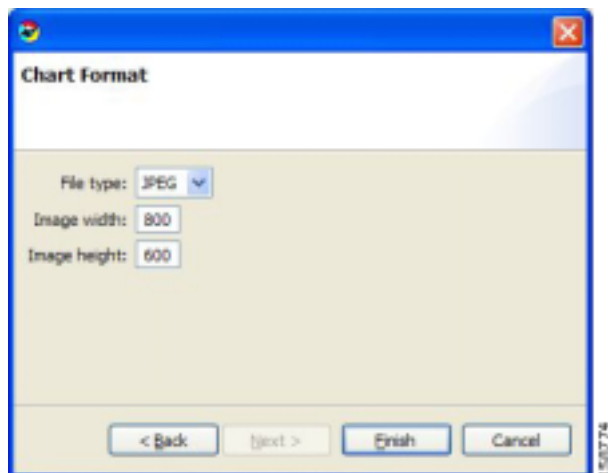 Chart Format
File type: JPEG
Image width: 800
Image height: 600
< Back Next > Finish Cancel